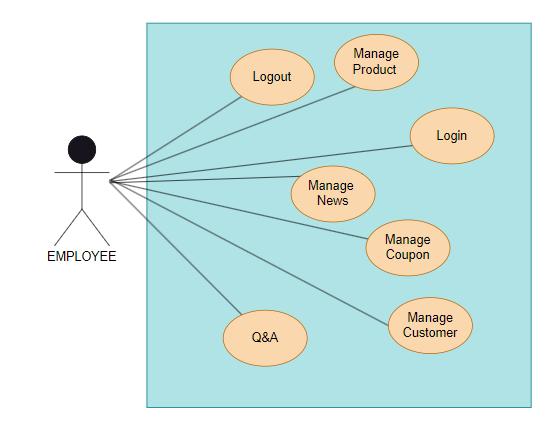 Manage
Product
Logout
Login
Manage
News
Manage
Coupon
EMPLOYEE
Manage
Customer
Q&A